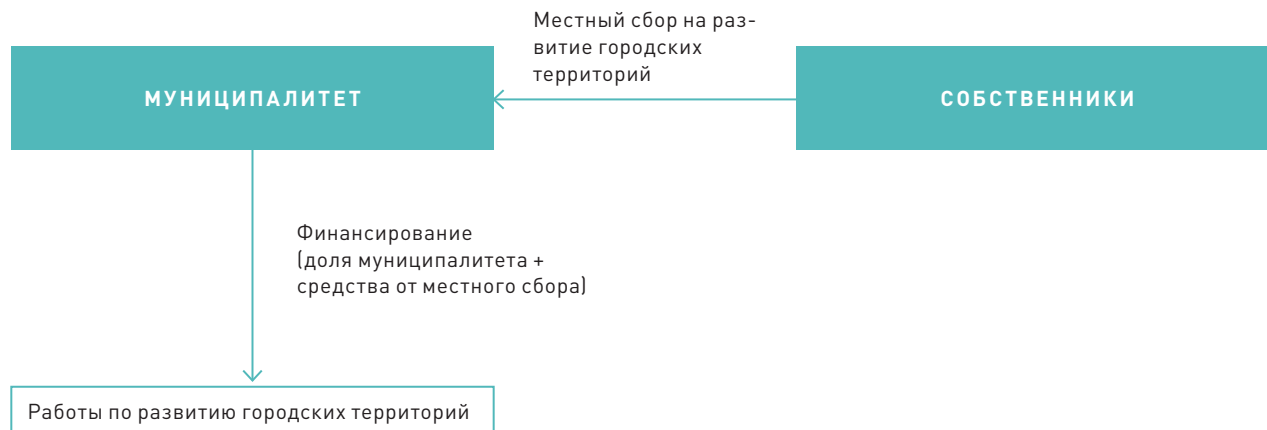 Местный сбор на раз-
витие городских
территорий
МУНИЦИПАЛИТЕТ
СОБСТВЕННИКИ
Финансирование
(доля муниципалитета +
средства от местного сбора)
Работы по развитию городских территорий